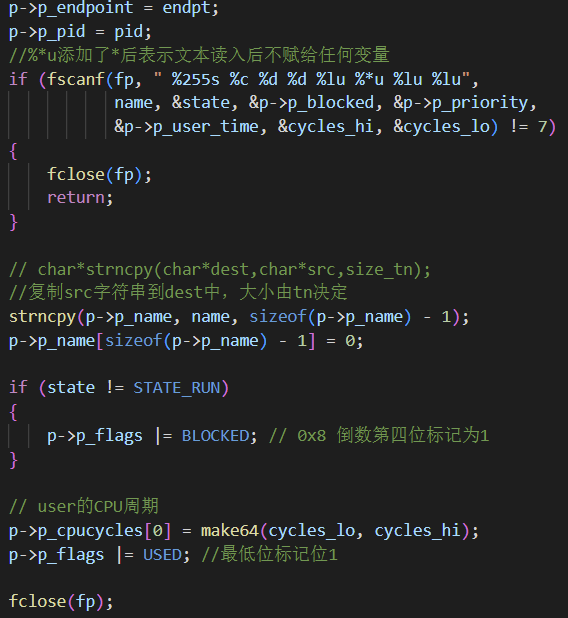 p->p_endpoint = endpt;
p->p_pid = pid;
//%*u添加了*后表示文本读入后不赋给任何变量
if (fscanf(fp, " %255s %c %d %d %lu %*u %lu %lu",
name, &state, &p->p_blocked, &p->p_priority,
&p->p_user_time, &cycles_hi, &cycles_lo) != 7)
{
fclose(fp);
return;
}
// char*strncpy(char*dest,char*src,size_tn);
//复制src字符串到dest中，大小由tn决定
strncpy(p->p_name, name, sizeof(p->p_name) - 1);
p->p_name[sizeof(p->p_name) - 1] = 0;
if (state != STATE_RUN)
{
p->p_flags |= BLOCKED; // 0x8 倒数第四位标记为1
}
// user的CPU周期
p->p_cpucycles[0] = make64(cycles_lo, cycles_hi);
p->p_flags |= USED; //最低位标记位1
fclose(fp);